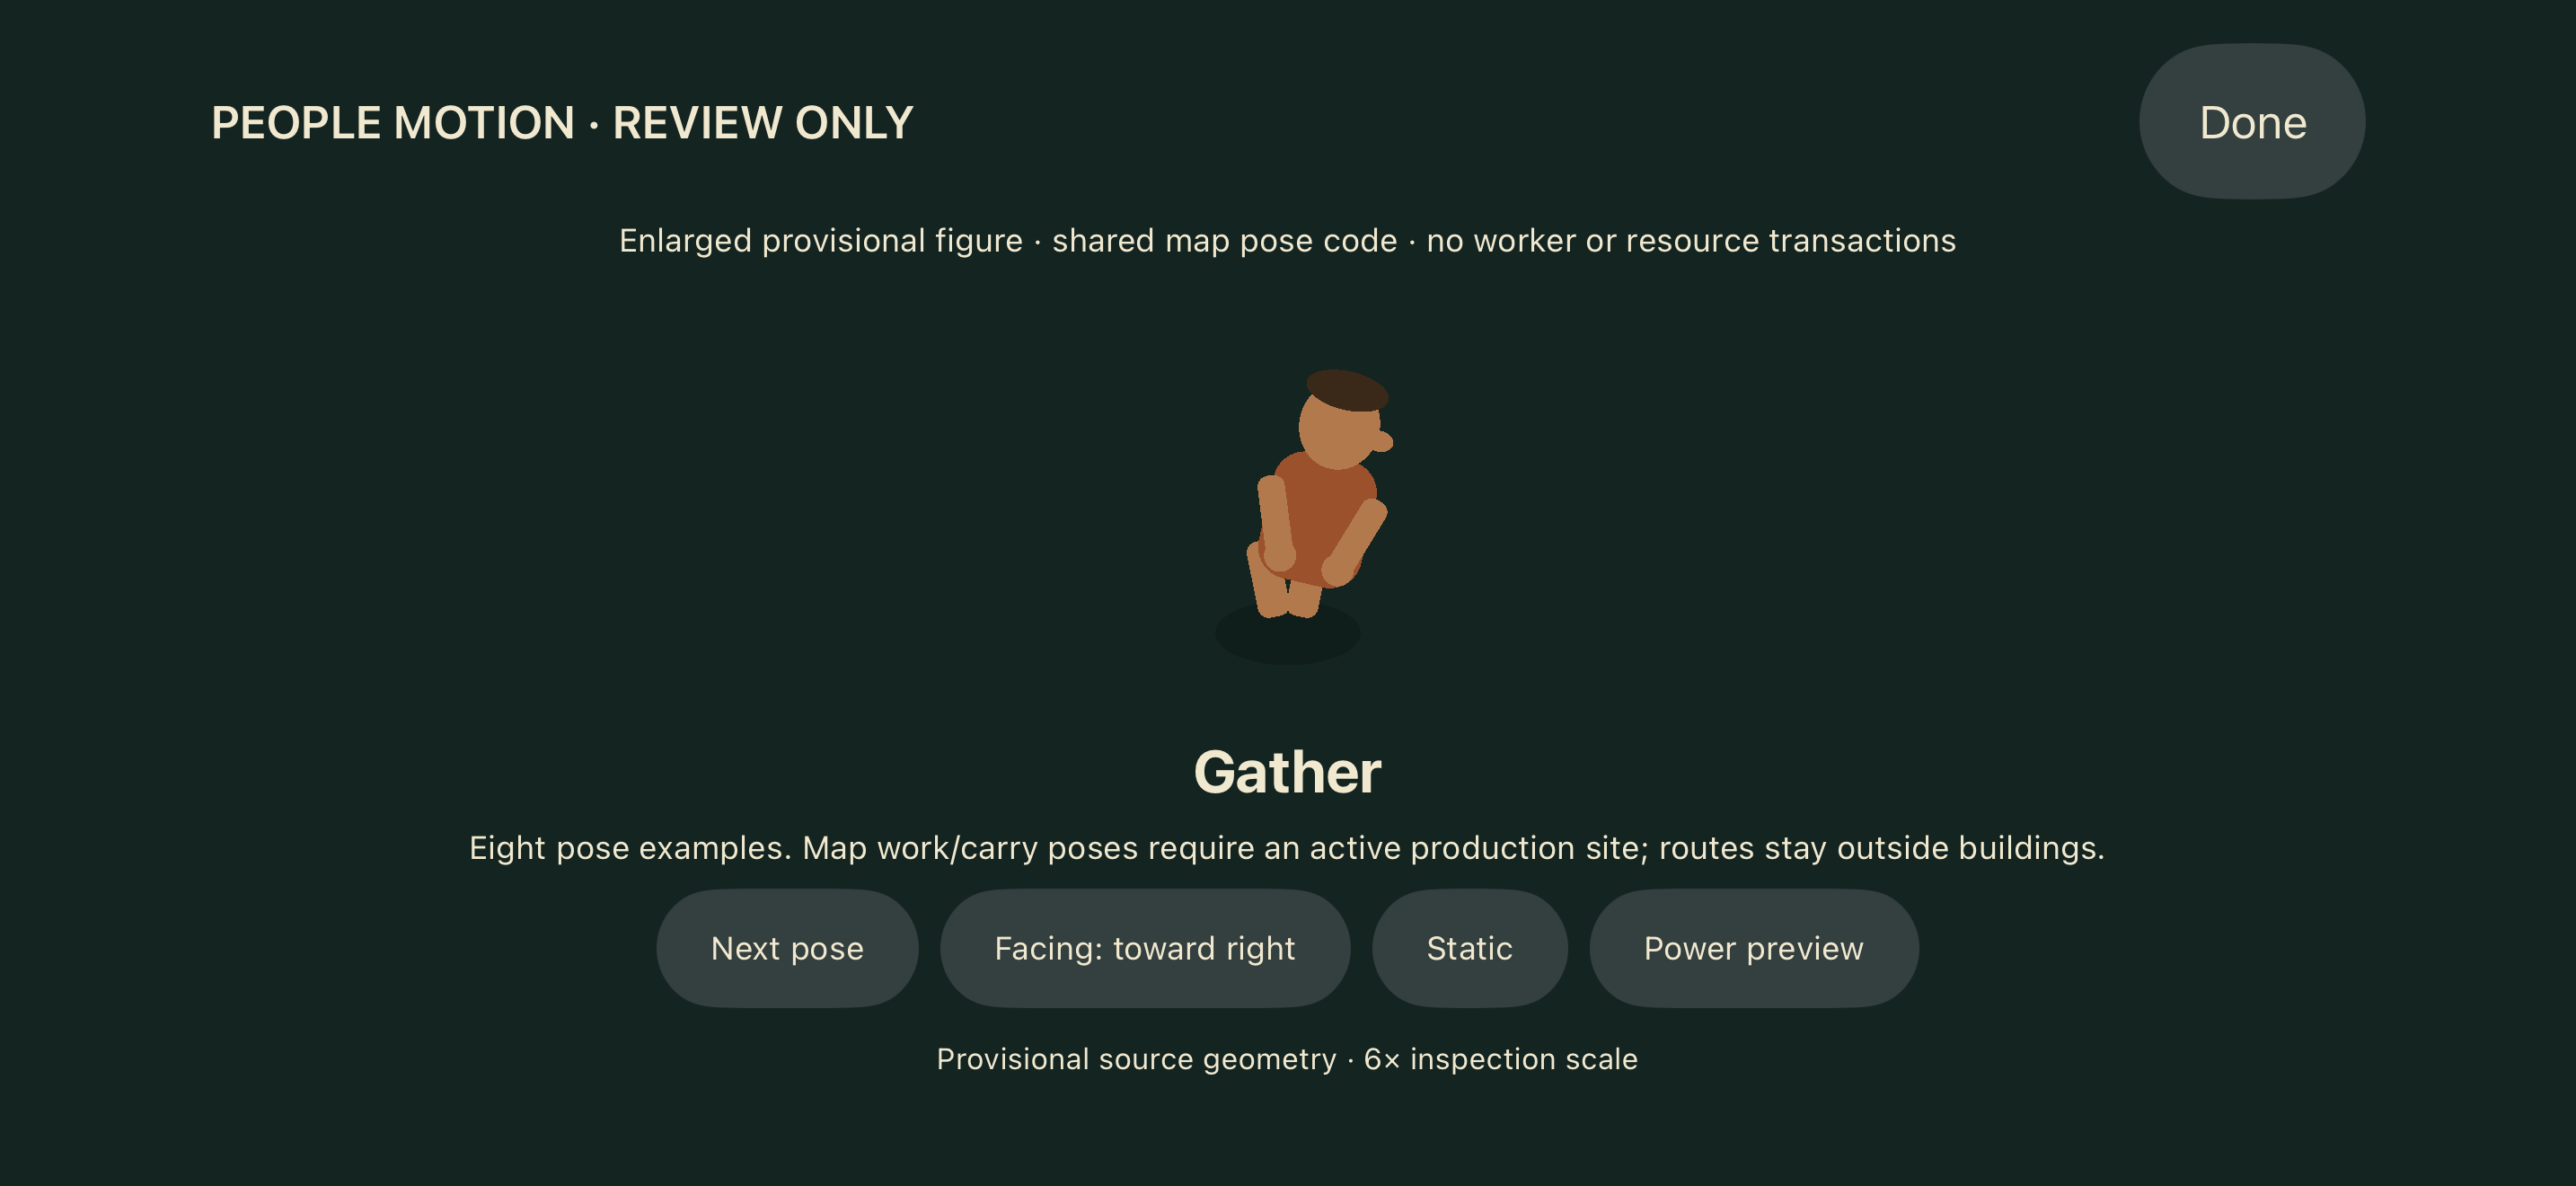 PEOPLE MOTION · REVIEW ONLY
Done
Enlarged provisional figure · shared map pose code · no worker or resource transactions
Gather
Eight pose examples. Map work/carry poses require an active production site; routes stay outside buildings.
Next pose
Facing: toward right
Static
Power preview
Provisional source geometry · 6× inspection scale